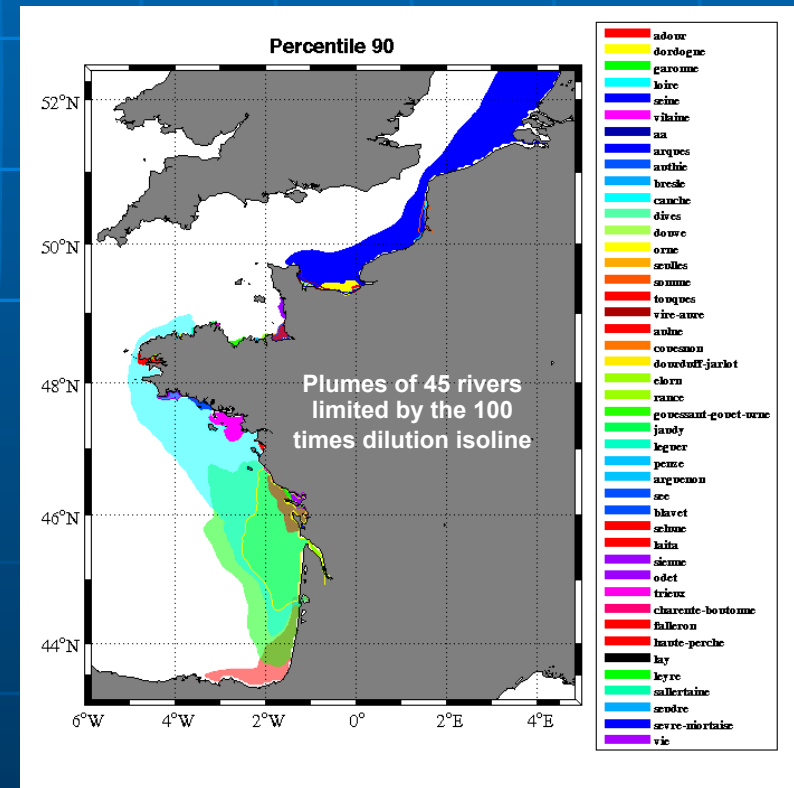 Percentile 90
52°N
50°N
48°N
46°N
44°N
6°W 4°W 2°W 0° 2°E 4°E
Plumes of 45 rivers
limited by the 100
times dilution isoline
adour
dordogne
garonne
loire
seine
vilaine
aa
arques
authie
bresle
canche
dives
douve
orne
seulles
somme
touques
vire-aure
aulne
couesnon
dourduff-jarlot
elorn
rance
gouessant-gouet-urne
jaudy
leguer
penze
arguenon
see
blavet
selune
laita
sienne
odet
trieux
charente-boutonne
falleron
haute-perche
lay
leyre
sallertaine
seudre
sevre-niortaise
vie